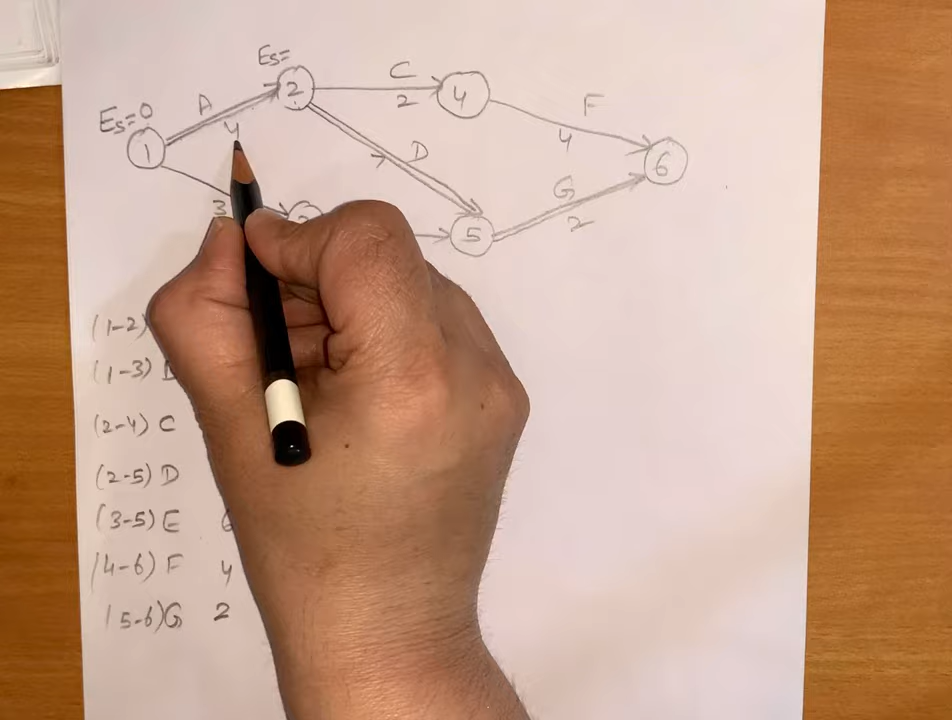 Es=
C
2
4
2
F
A
Es=0
4
4
D
6
1
G
3
2
5
(1-2)
(1-3)
(2-4) C
(2-5) D
(3-5) E 6
(4-6) F 4
(5-6) G 2